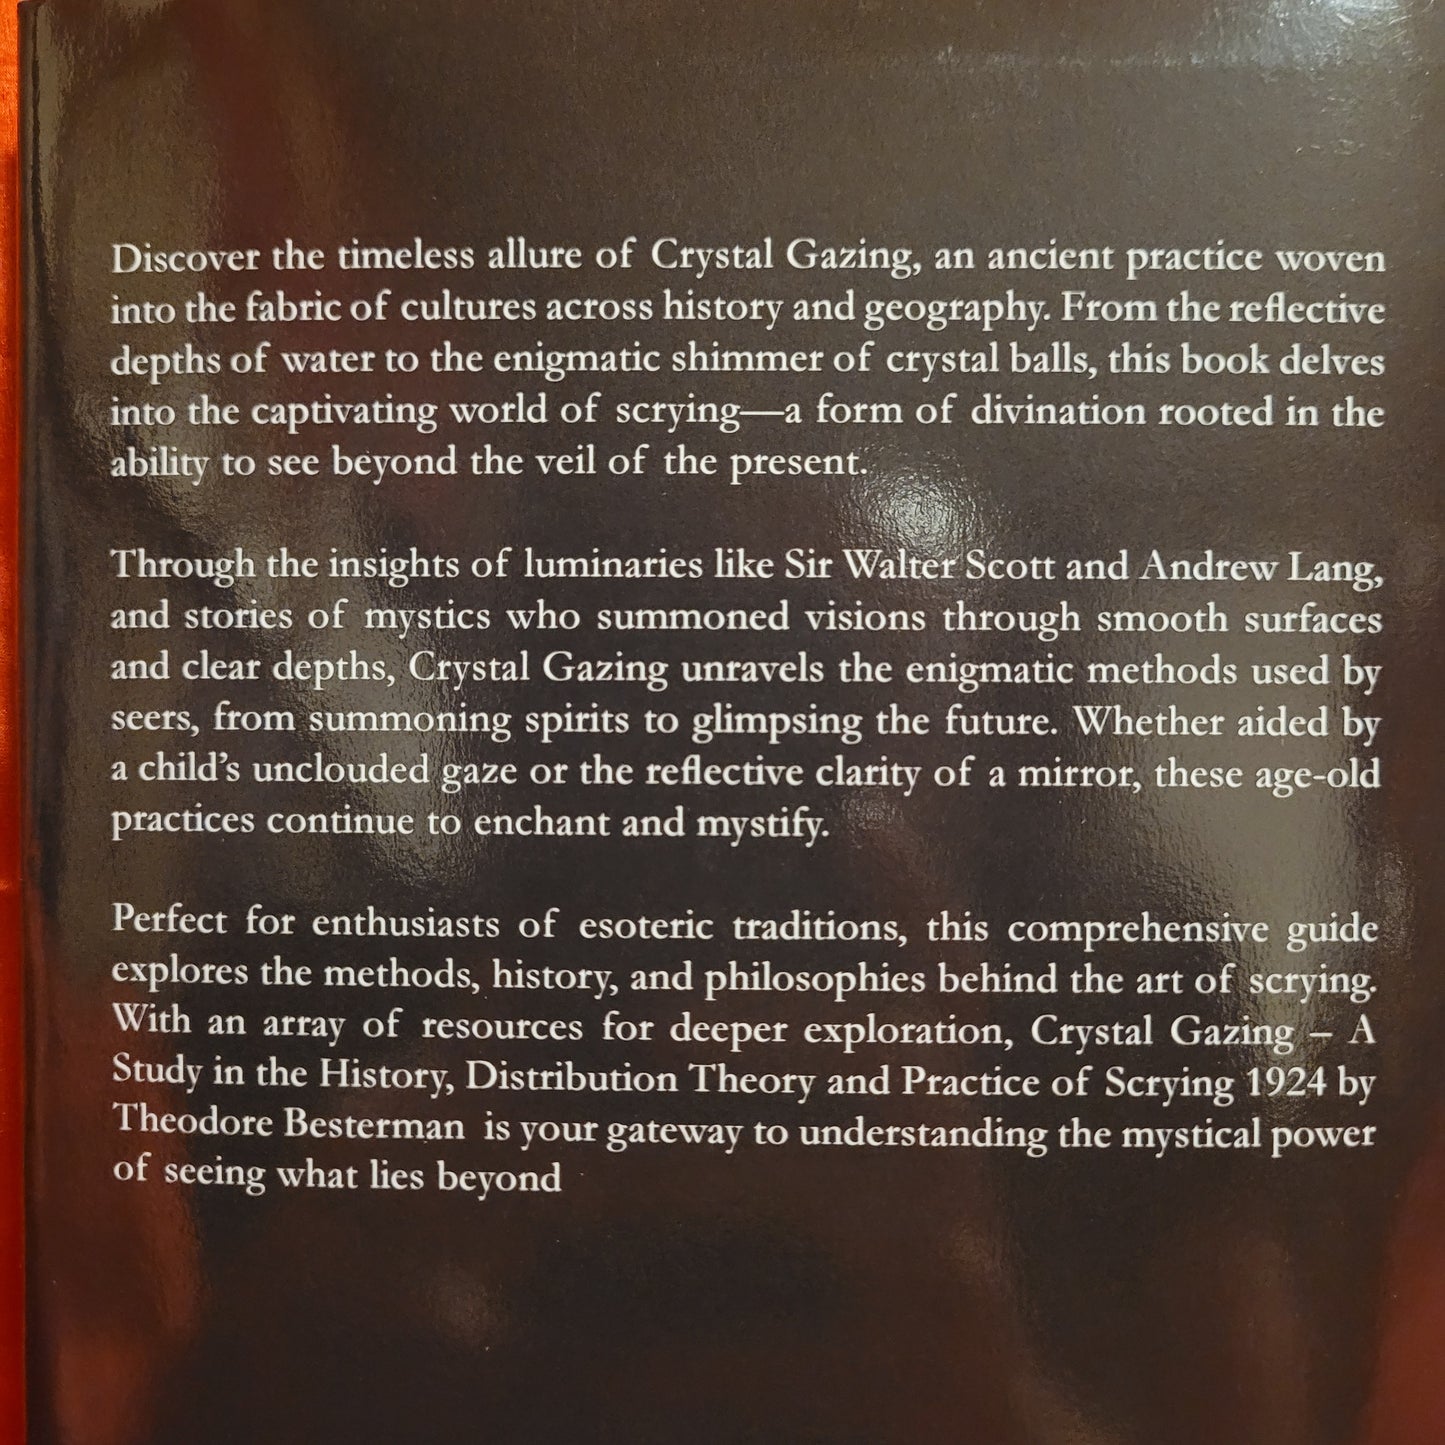 Discover the timeless allure of Crystal Gazing, an ancient practice woven
into the fabric of cultures across history and geography. From the reflective
depths of water to the enigmatic shimmer of crystal balls, this book delves
into the captivating world of scrying—a form of divination rooted in the
ability to see beyond the veil of the present.
Through the insights of luminaries like Sir Walter Scott and Andrew Lang,
and stories of mystics who summoned visions through smooth surfaces
and clear depths, Crystal Gazing unravels the enigmatic methods used by
seers, from summoning spirits to glimpsing the future. Whether aided by
a child’s unclouded gaze or the reflective clarity of a mirror, these age-old
practices continue to enchant and mystify.
Perfect for enthusiasts of esoteric traditions, this comprehensive guide
explores the methods, history, and philosophies behind the art of scrying.
With an array of resources for deeper exploration, Crystal Gazing – A
Study in the History, Distribution Theory and Practice of Scrying 1924 by
Theodore Besterman is your gateway to understanding the mystical power
of seeing what lies beyond